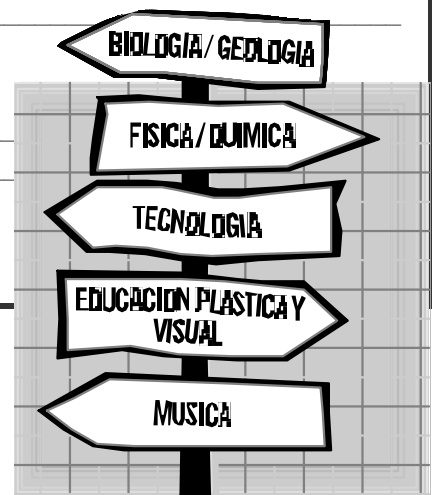 BIOLOGIA/GEOLOGIA
FISICA/QUIMICA
TECNOLOGIA
EDUCACION PLASTICA Y
VISUAL
MUSICA